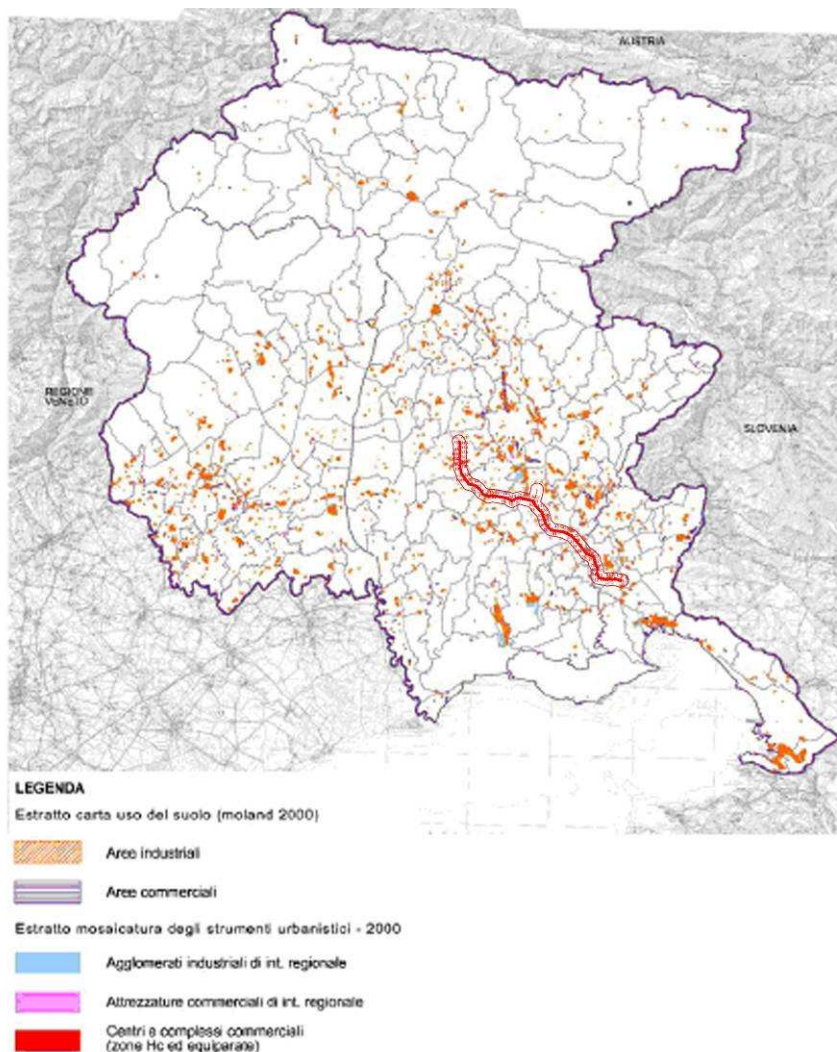 AUSTRIA
REGIONE
VENETO
SLOVENIA
LEGENDA
Estratto carta uso del suolo (moland 2000)
Aree industriali
Aree commerciali
Estratto mosaicatura degli strumenti urbanistici - 2000
Agglomerati industriali di int. regionale
Attrezzature commerciali di int. regionale
Centri e complessi commerciali
(zone Hc ed equiparate)